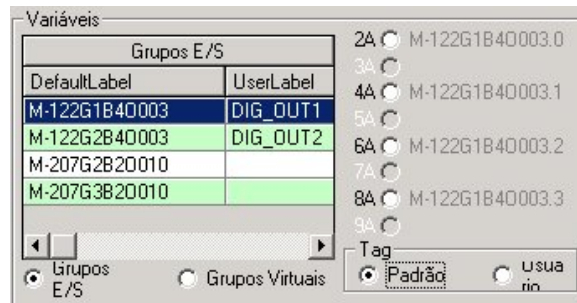 Variáveis
Grupos E/S
DefaultLabel UserLabel
M-122G1B4O003 DIG_OUT1
M-122G2B4O003 DIG_OUT2
M-207G2B2O010
M-207G3B2O010
Grupos E/S
Grupos Virtuais
2A M-122G1B4O003.0
3A
4A M-122G1B4O003.1
5A
6A M-122G1B4O003.2
7A
8A M-122G1B4O003.3
9A
Tag
Padrão
Usua
rio